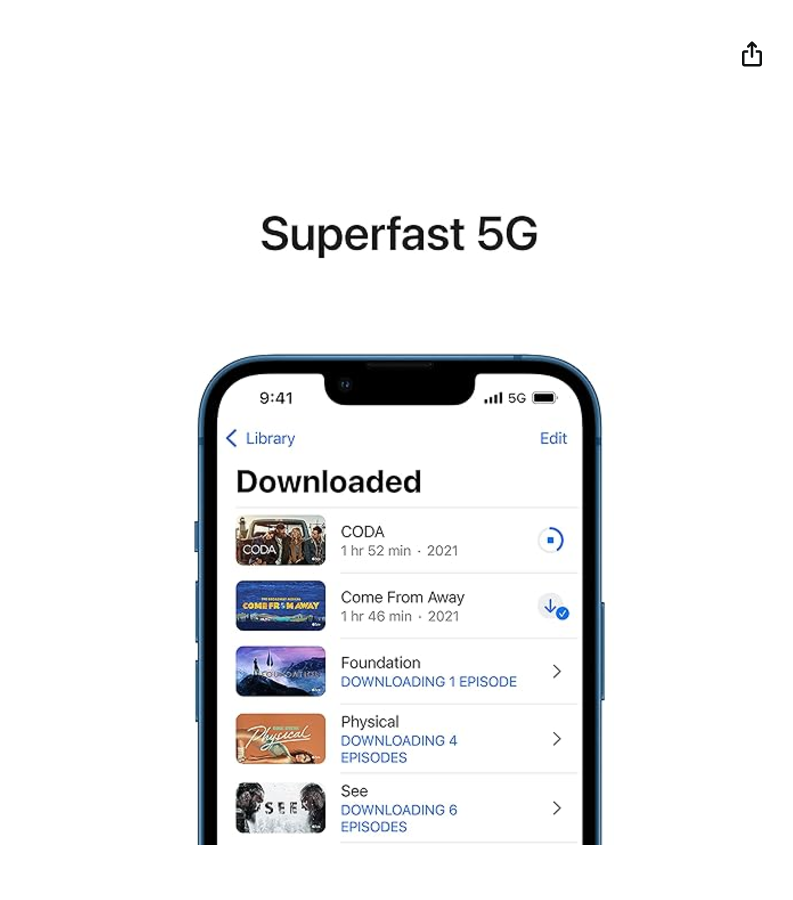 Superfast 5G
9:41
5G
Library
Edit
Downloaded
CODA
CODA
1 hr 52 min · 2021
COME FROM AWAY
Come From Away
1 hr 46 min · 2021
FOUNDATION
Foundation
DOWNLOADING 1 EPISODE
Physical
Physical
DOWNLOADING 4
EPISODES
SEE
See
DOWNLOADING 6
EPISODES